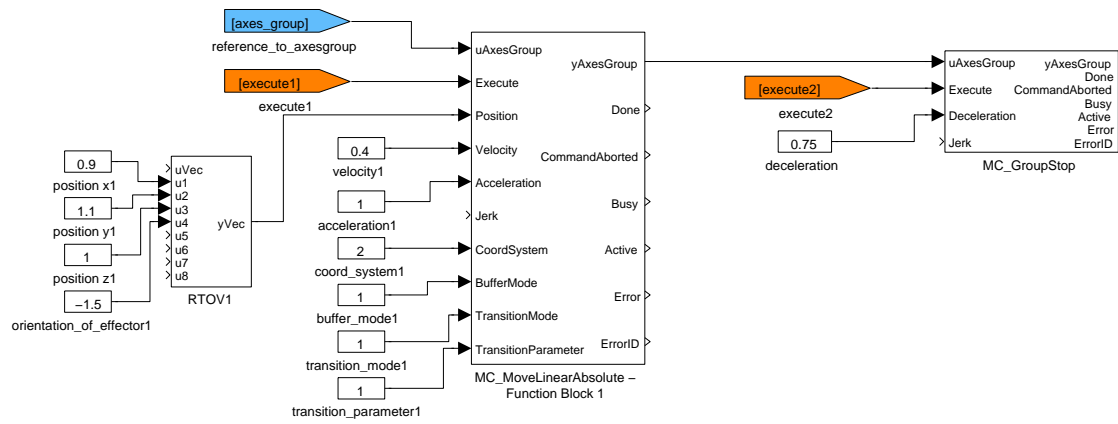 [axes_group]
reference_to_axesgroup
[execute1]
execute1
0.9
position x1
1.1
position y1
1
position z1
−1.5
orientation_of_effector1
uVec
u1
u2
u3
u4
u5
u6
u7
u8
yVec
RTOV1
0.4
velocity1
1
acceleration1
2
coord_system1
1
buffer_mode1
1
transition_mode1
1
transition_parameter1
uAxesGroup
Execute
Position
Velocity
Acceleration
Jerk
CoordSystem
BufferMode
TransitionMode
TransitionParameter
yAxesGroup
Done
CommandAborted
Busy
Active
Error
ErrorID
MC_MoveLinearAbsolute −
Function Block 1
[execute2]
execute2
0.75
deceleration
uAxesGroup
Execute
Deceleration
Jerk
yAxesGroup
Done
CommandAborted
Busy
Active
Error
ErrorID
MC_GroupStop